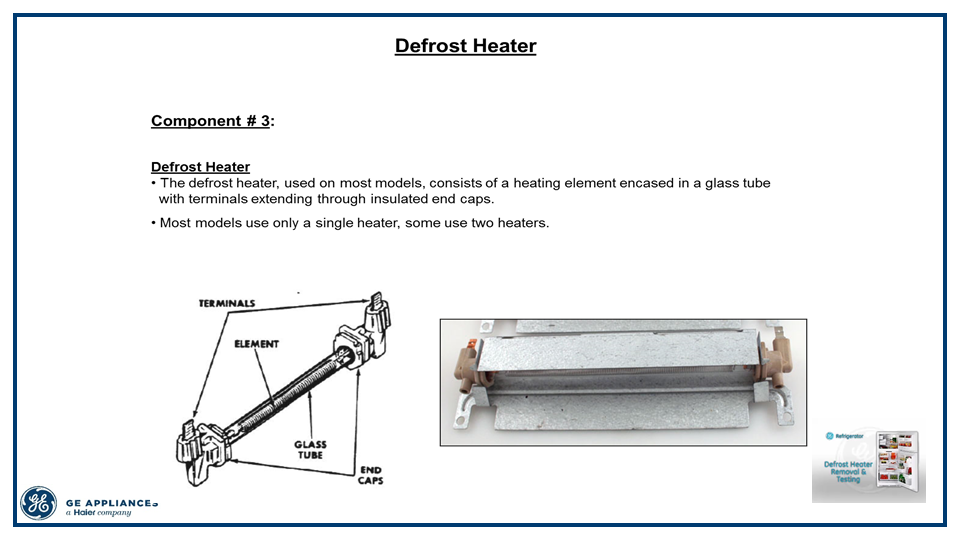 Defrost Heater
Component # 3:
Defrost Heater
• The defrost heater, used on most models, consists of a heating element encased in a glass tube
with terminals extending through insulated end caps.
• Most models use only a single heater, some use two heaters.
TERMINALS
ELEMENT
GLASS
TUBE
END
CAPS
GE Refrigerator
Defrost Heater
Removal &
Testing
GE
GE APPLIANCES
a Haier company